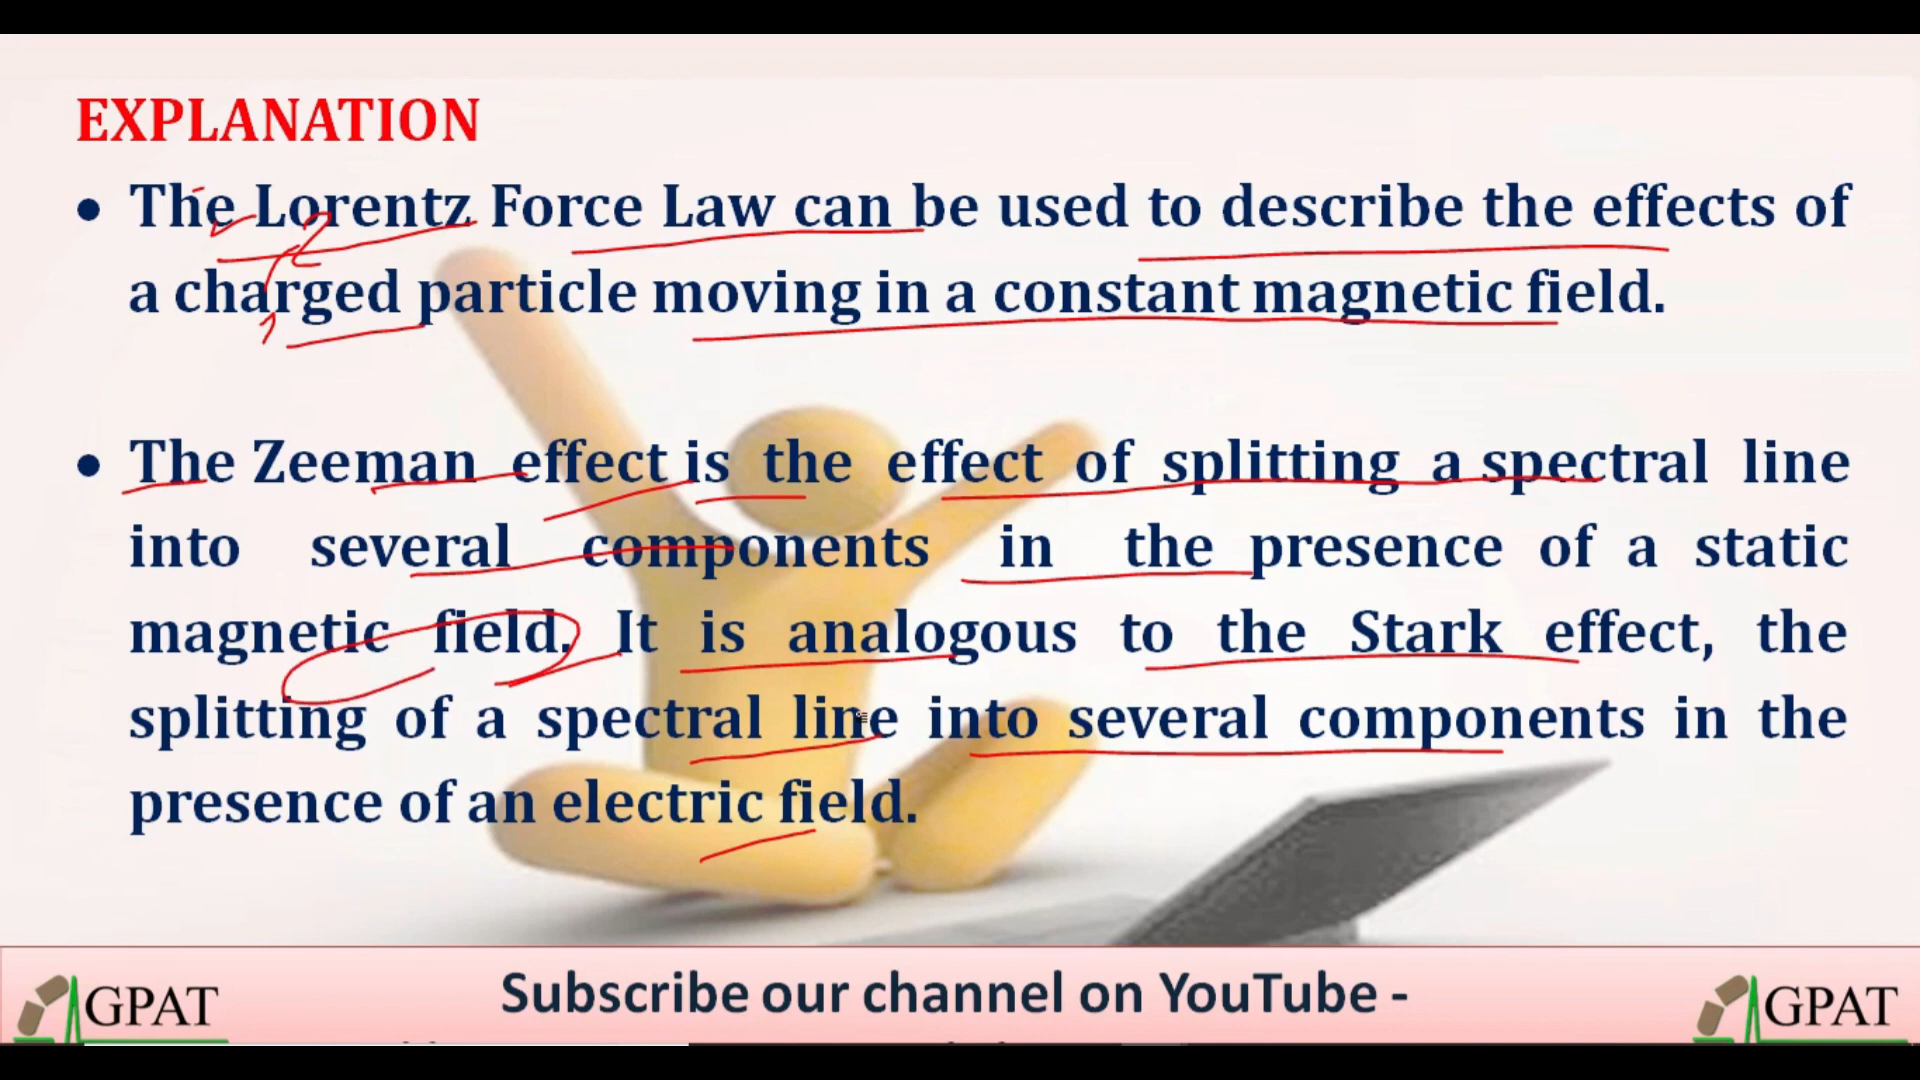 EXPLANATION
• The Lorentz Force Law can be used to describe the effects of
a charged particle moving in a constant magnetic field.
• The Zeeman effect is the effect of splitting a spectral line
into several components in the presence of a static
magnetic field. It is analogous to the Stark effect, the
splitting of a spectral line into several components in the
presence of an electric field.
GPAT
Subscribe our channel on YouTube -
GPAT